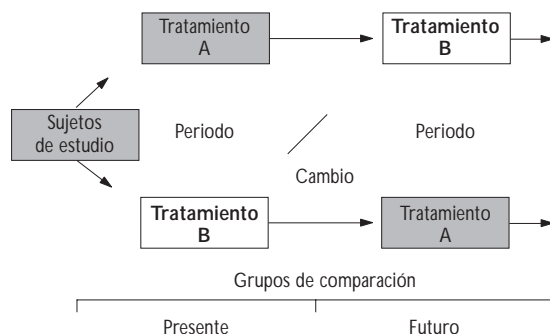 Tratamiento
A
Tratamiento
B
Sujetos
de estudio
Periodo
Periodo
Cambio
Tratamiento
B
Tratamiento
A
Grupos de comparación
Presente
Futuro